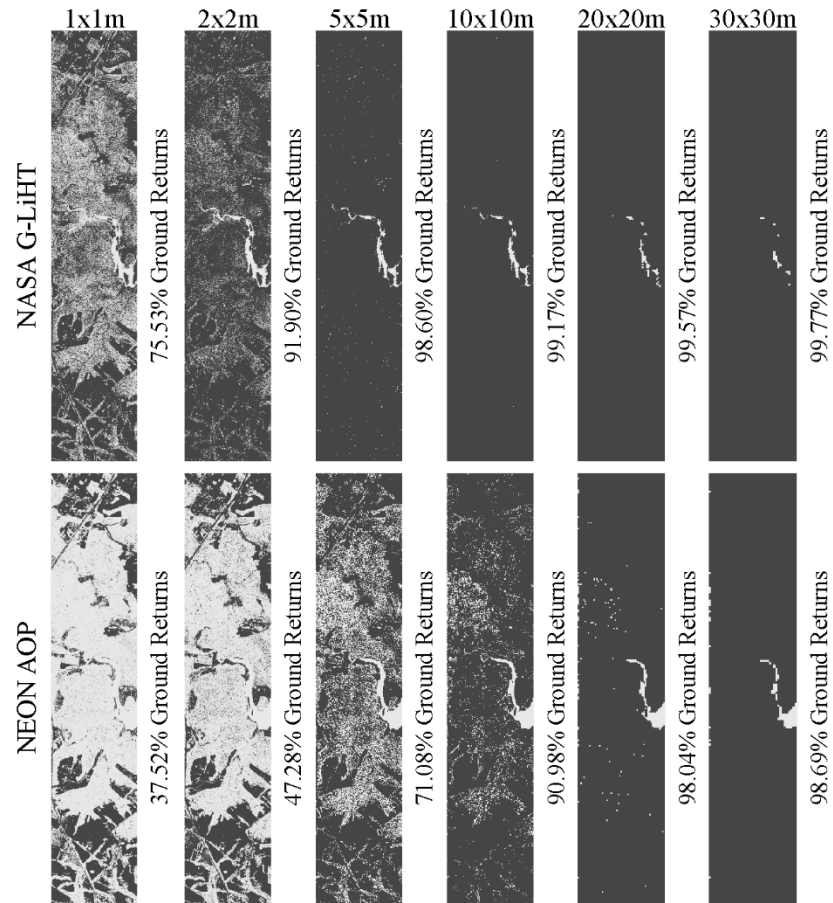 1x1m 2x2m 5x5m 10x10m 20x20m 30x30m
NASA G-LiHT
75.53% Ground Returns
91.90% Ground Returns
98.60% Ground Returns
99.17% Ground Returns
99.57% Ground Returns
99.77% Ground Returns
NEON AOP
37.52% Ground Returns
47.28% Ground Returns
71.08% Ground Returns
90.98% Ground Returns
98.04% Ground Returns
98.69% Ground Returns